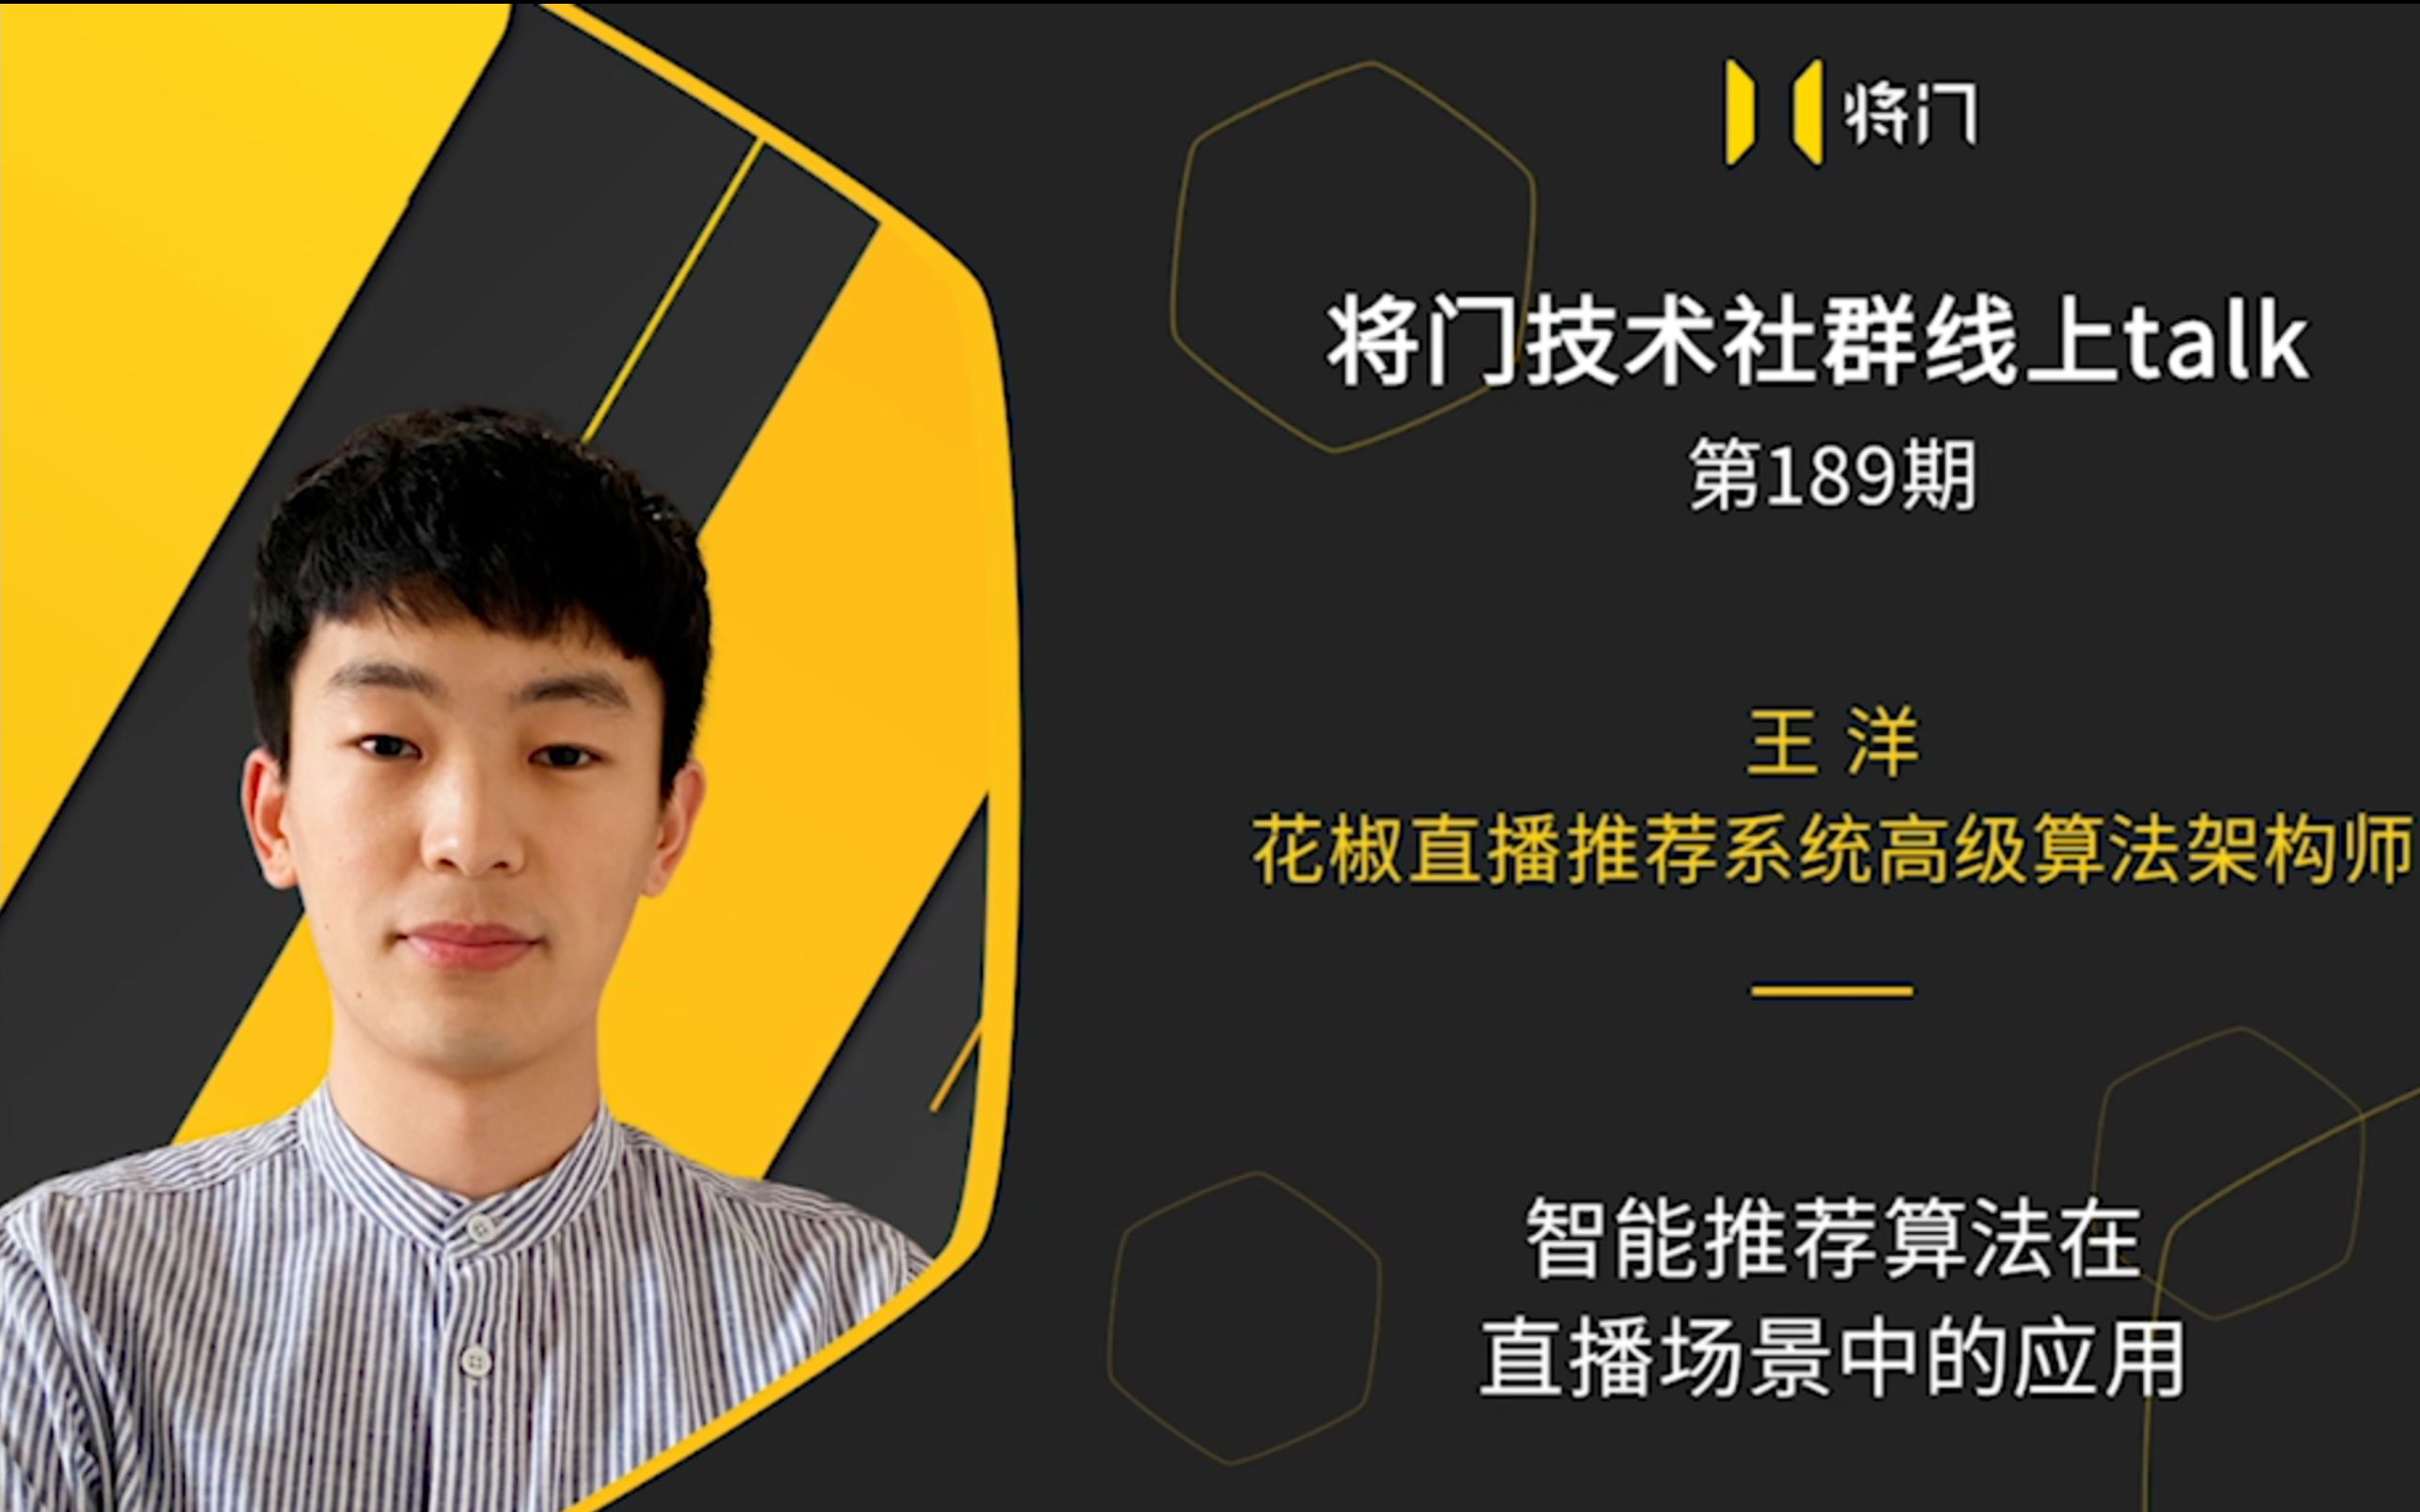 将门
将门技术社群线上talk
第189期
王 洋
花椒直播推荐系统高级算法架构师
智能推荐算法在
直播场景中的应用